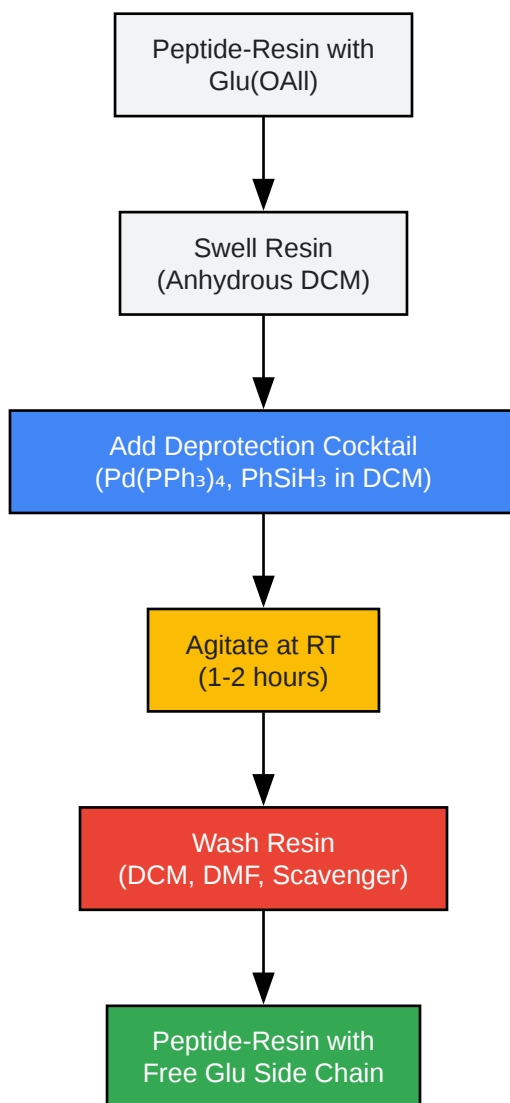 Peptide-Resin with
Glu(OAll)
Swell Resin
(Anhydrous DCM)
Add Deprotection Cocktail
(Pd(PPh₃)₄, PhSiH₃ in DCM)
Agitate at RT
(1-2 hours)
Wash Resin
(DCM, DMF, Scavenger)
Peptide-Resin with
Free Glu Side Chain